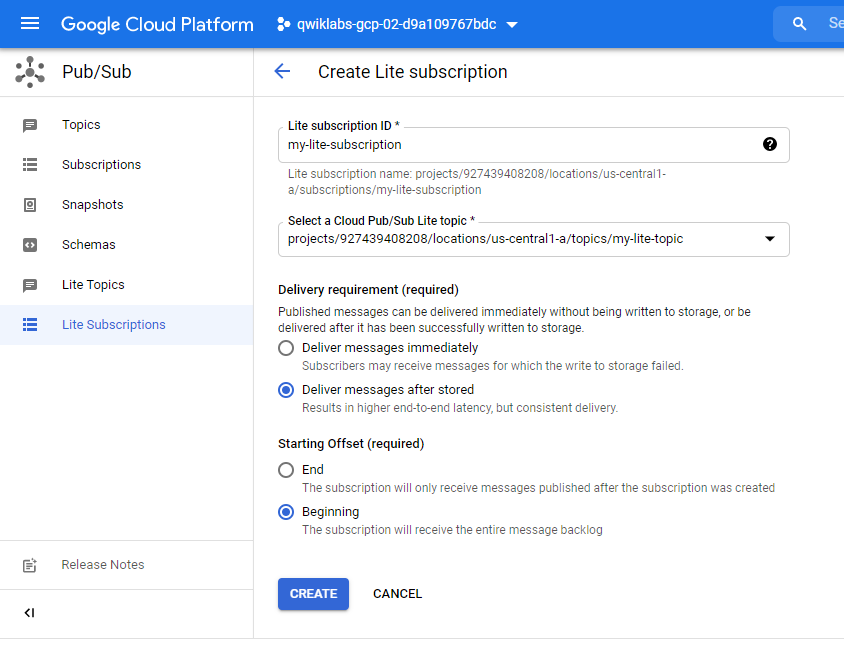 Google Cloud Platform
qwiklabs-gcp-02-d9a109767bdc
Se
Pub/Sub
Create Lite subscription
Topics
Subscriptions
Snapshots
Schemas
Lite Topics
Lite Subscriptions
Release Notes
Lite subscription ID *
my-lite-subscription
Lite subscription name: projects/927439408208/locations/us-central1-
a/subscriptions/my-lite-subscription
Select a Cloud Pub/Sub Lite topic *
projects/927439408208/locations/us-central1-a/topics/my-lite-topic
Delivery requirement (required)
Published messages can be delivered immediately without being written to storage, or be
delivered after it has been successfully written to storage.
Deliver messages immediately
Subscribers may receive messages for which the write to storage failed.
Deliver messages after stored
Results in higher end-to-end latency, but consistent delivery.
Starting Offset (required)
End
The subscription will only receive messages published after the subscription was created
Beginning
The subscription will receive the entire message backlog
CREATE
CANCEL